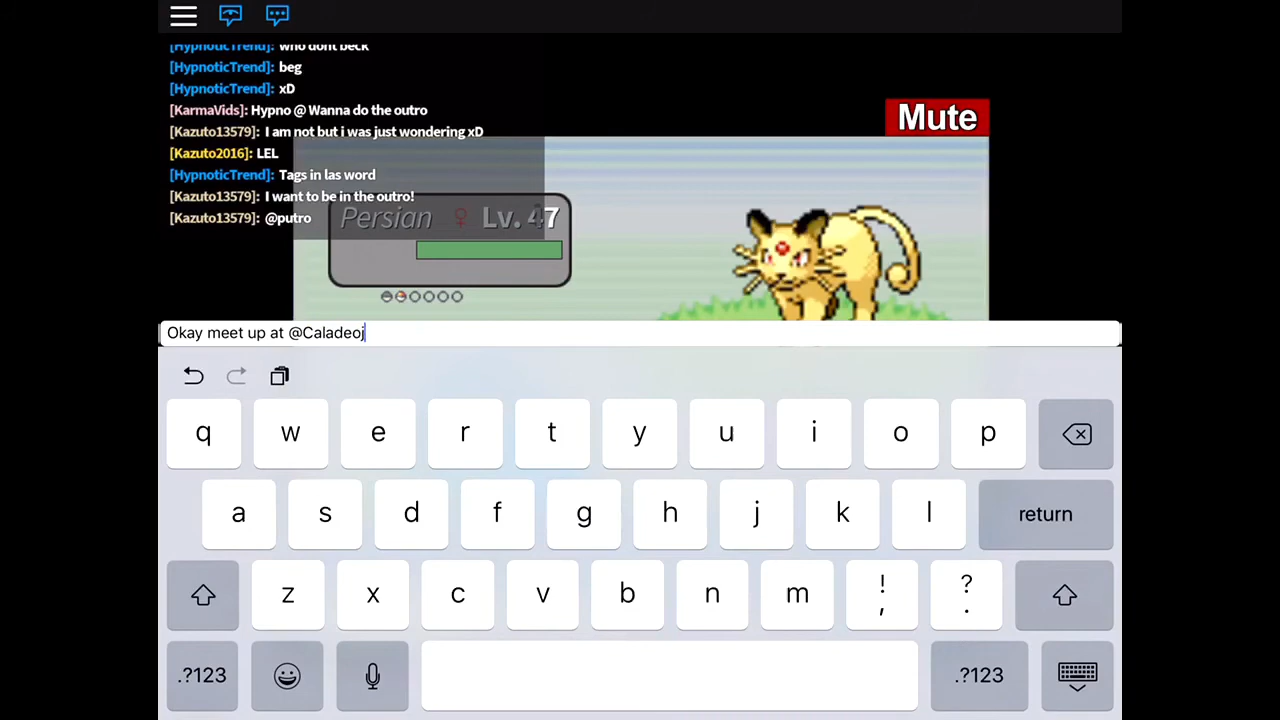 [HypnoticTrend]: who dont beck
[HypnoticTrend]: beg
[HypnoticTrend]: xD
[KarmaVids]: Hypno @ Wanna do the outro
[Kazuto13579]: I am not but i was just wondering xD
[Kazuto2016]: LEL
[HypnoticTrend]: Tags in las word
[Kazuto13579]: I want to be in the outro!
[Kazuto13579]: @putro
Mute
Persian ♀ Lv. 47
Okay meet up at @Caladeoj
q w e r t y u i o p
a s d f g h j k l return
z x c v b n m ! , ? .
.?123 .?123